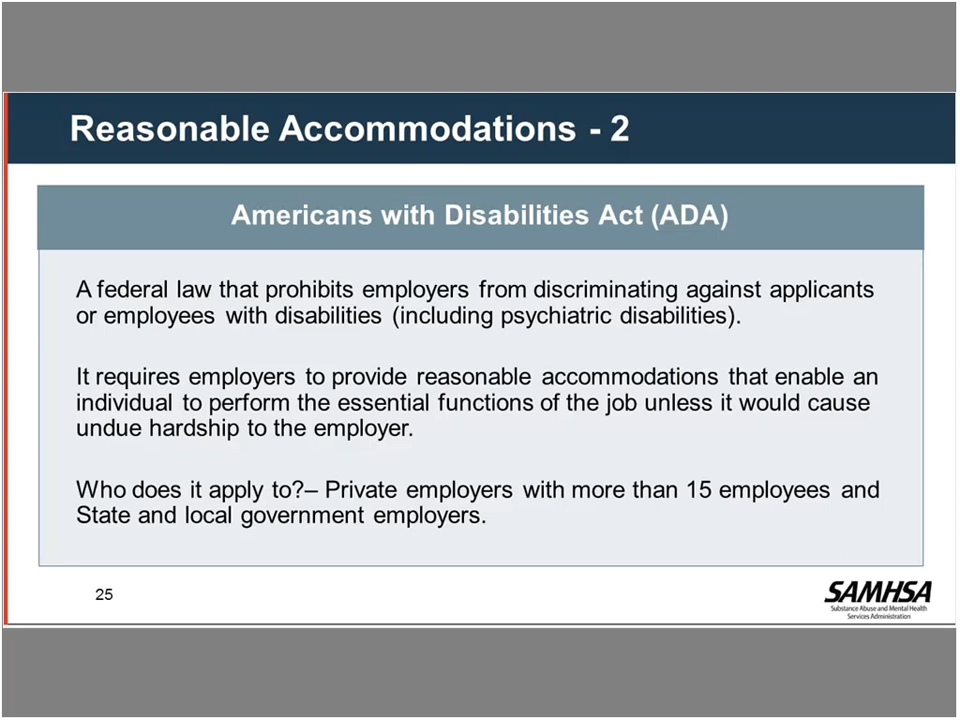 Reasonable Accommodations - 2
Americans with Disabilities Act (ADA)
A federal law that prohibits employers from discriminating against applicants
or employees with disabilities (including psychiatric disabilities).
It requires employers to provide reasonable accommodations that enable an
individual to perform the essential functions of the job unless it would cause
undue hardship to the employer.
Who does it apply to?– Private employers with more than 15 employees and
State and local government employers.
25
SAMHSA
Substance Abuse and Mental Health
Services Administration